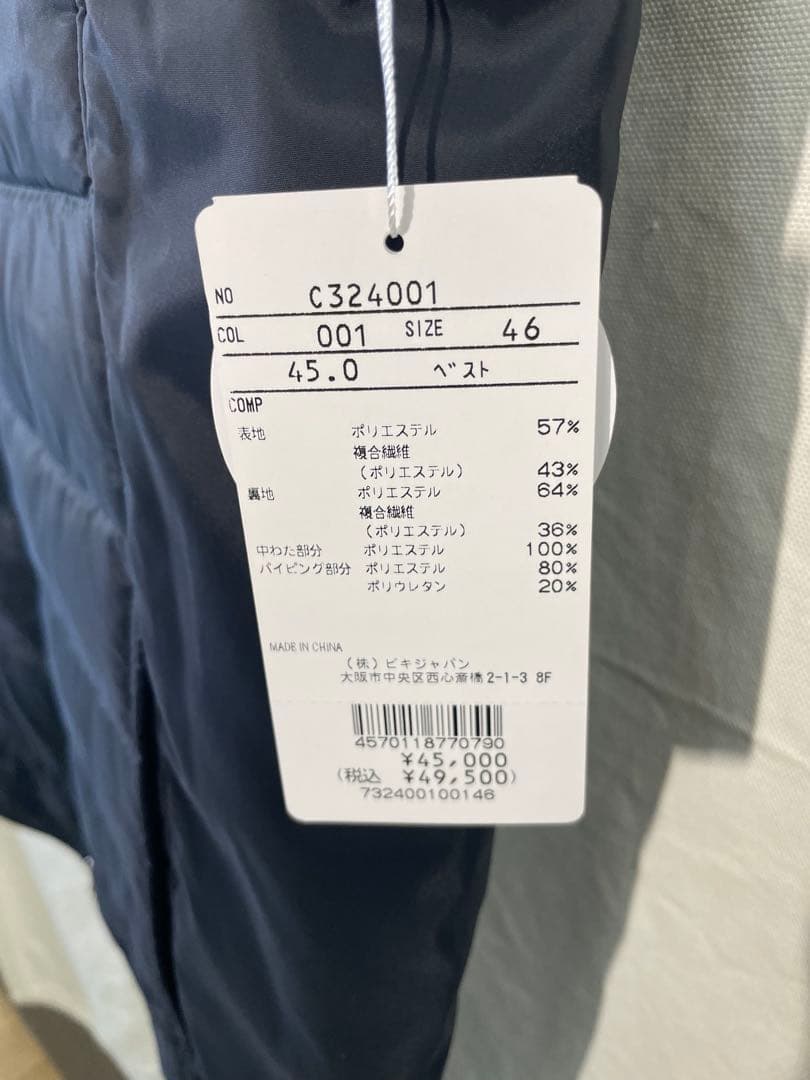 NO C324001
COL 001 SIZE 46
45.0 ベスト
COMP
表地 ポリエステル 57%
複合繊維
(ポリエステル) 43%
裏地 ポリエステル 64%
複合繊維
(ポリエステル) 36%
中わた部分 ポリエステル 100%
パイピング部分 ポリエステル 80%
ポリウレタン 20%
MADE IN CHINA
(株)ビキジャパン
大阪市中央区西心斎橋2-1-3 8F
4570118770790
¥45,000
(税込 ¥49,500)
732400100146